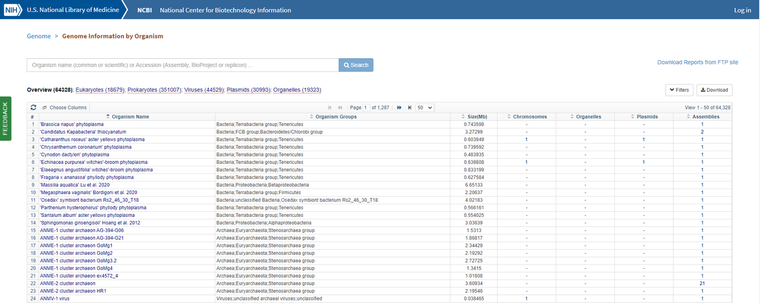 NIH U.S. National Library of Medicine NCBI National Center for Biotechnology Information Log in
Genome > Genome Information by Organism
Organism name (common or scientific) or Accession (Assembly, BioProject or replicon) .. Search Download Reports from FTP site
Overview (64328); Eukaryotes (18679); Prokaryotes (351007); Viruses (44529); Plasmids (30993); Organelles (19323) Filters Download
FEEDBACK
Choose Columns Page 1 of 1,287 50 View 1 - 50 of 64,328
# Organism Name Organism Groups Size(Mb) Chromosomes Organelles Plasmids Assemblies
1 'Brassica napus' phytoplasma Bacteria;Terrabacteria group;Tenericutes 0.743598 - - - 1
2 'Candidatus Kapabacteria' thiocyanatum Bacteria;FCB group;Bacteroidetes/Chlorobi group 3.27299 - - - 2
3 'Catharanthus roseus' aster yellows phytoplasma Bacteria;Terrabacteria group;Tenericutes 0.603949 1 - 1 1
4 'Chrysanthemum coronarium' phytoplasma Bacteria;Terrabacteria group;Tenericutes 0.739592 - - - 1
5 'Cynodon dactylon' phytoplasma Bacteria;Terrabacteria group;Tenericutes 0.483935 - - - 1
6 'Echinacea purpurea' witches'-broom phytoplasma Bacteria;Terrabacteria group;Tenericutes 0.638808 1 - 1 1
7 'Elaeagnus angustifolia' witches'-broom phytoplasma Bacteria;Terrabacteria group;Tenericutes 0.833199 - - - 1
8 'Fragaria x ananassa' phyllody phytoplasma Bacteria;Terrabacteria group;Tenericutes 0.627584 - - - 1
9 'Massilia aquatica' Lu et al. 2020 Bacteria;Proteobacteria;Betaproteobacteria 6.65133 - - - 1
10 'Megasphaera vaginalis' Bordigoni et al. 2020 Bacteria;Terrabacteria group;Firmicutes 2.20637 - - - 1
11 'Osedax' symbiont bacterium Rs2_46_30_T18 Bacteria;unclassified Bacteria;Osedax' symbiont bacterium Rs2_46_30_T18 4.02183 - - - 1
12 'Parthenium hysterophorus' phyllody phytoplasma Bacteria;Terrabacteria group;Tenericutes 0.566161 - - - 1
13 'Santalum album' aster yellows phytoplasma Bacteria;Terrabacteria group;Tenericutes 0.554025 - - - 1
14 'Sphingomonas ginsengisoli' Hoang et al. 2012 Bacteria;Proteobacteria;Alphaproteobacteria 3.03639 - - - 1
15 ANME-1 cluster archaeon AG-394-G06 Archaea;Euryarchaeota;Stenosarchaea group 1.5313 - - - 1
16 ANME-1 cluster archaeon AG-394-G21 Archaea;Euryarchaeota;Stenosarchaea group 1.68817 - - - 1
17 ANME-1 cluster archaeon GoMg1 Archaea;Euryarchaeota;Stenosarchaea group 2.34429 - - - 1
18 ANME-1 cluster archaeon GoMg2 Archaea;Euryarchaeota;Stenosarchaea group 2.19292 - - - 1
19 ANME-1 cluster archaeon GoMg3.2 Archaea;Euryarchaeota;Stenosarchaea group 2.72725 - - - 1
20 ANME-1 cluster archaeon GoMg4 Archaea;Euryarchaeota;Stenosarchaea group 1.3415 - - - 1
21 ANME-1 cluster archaeon ex4572_4 Archaea;Euryarchaeota;Stenosarchaea group 1.01608 - - - 1
22 ANME-2 cluster archaeon Archaea;Euryarchaeota;Stenosarchaea group 3.60934 - - - 21
23 ANME-2 cluster archaeon HR1 Archaea;Euryarchaeota;Stenosarchaea group 2.19546 - - - 1
24 ANMV-1 virus Viruses;unclassified archaeal viruses;unclassified 0.038465 1 - - 1